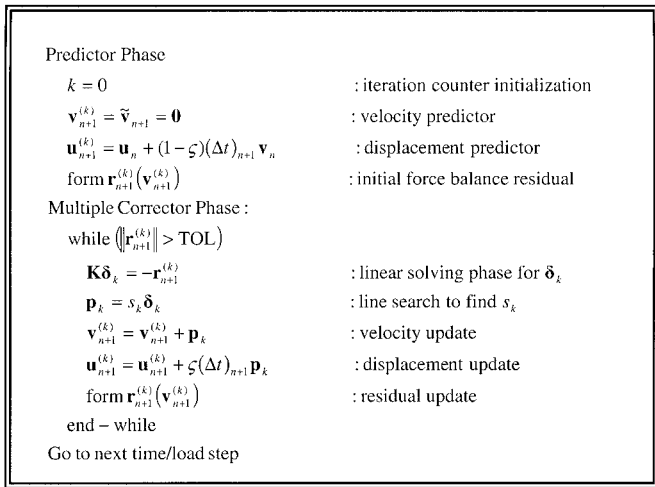 Predictor Phase
k = 0 : iteration counter initialization
v_{n+1}^{(k)} = ṽ_{n+1} = 0 : velocity predictor
u_{n+1}^{(k)} = u_n + (1−ς)(Δt)_{n+1} v_n : displacement predictor
form r_{n+1}^{(k)}(v_{n+1}^{(k)}) : initial force balance residual
Multiple Corrector Phase :
while (‖r_{n+1}^{(k)}‖ > TOL)
Kδ_k = −r_{n+1}^{(k)} : linear solving phase for δ_k
p_k = s_k δ_k : line search to find s_k
v_{n+1}^{(k)} = v_{n+1}^{(k)} + p_k : velocity update
u_{n+1}^{(k)} = u_{n+1}^{(k)} + ς(Δt)_{n+1} p_k : displacement update
form r_{n+1}^{(k)}(v_{n+1}^{(k)}) : residual update
end – while
Go to next time/load step